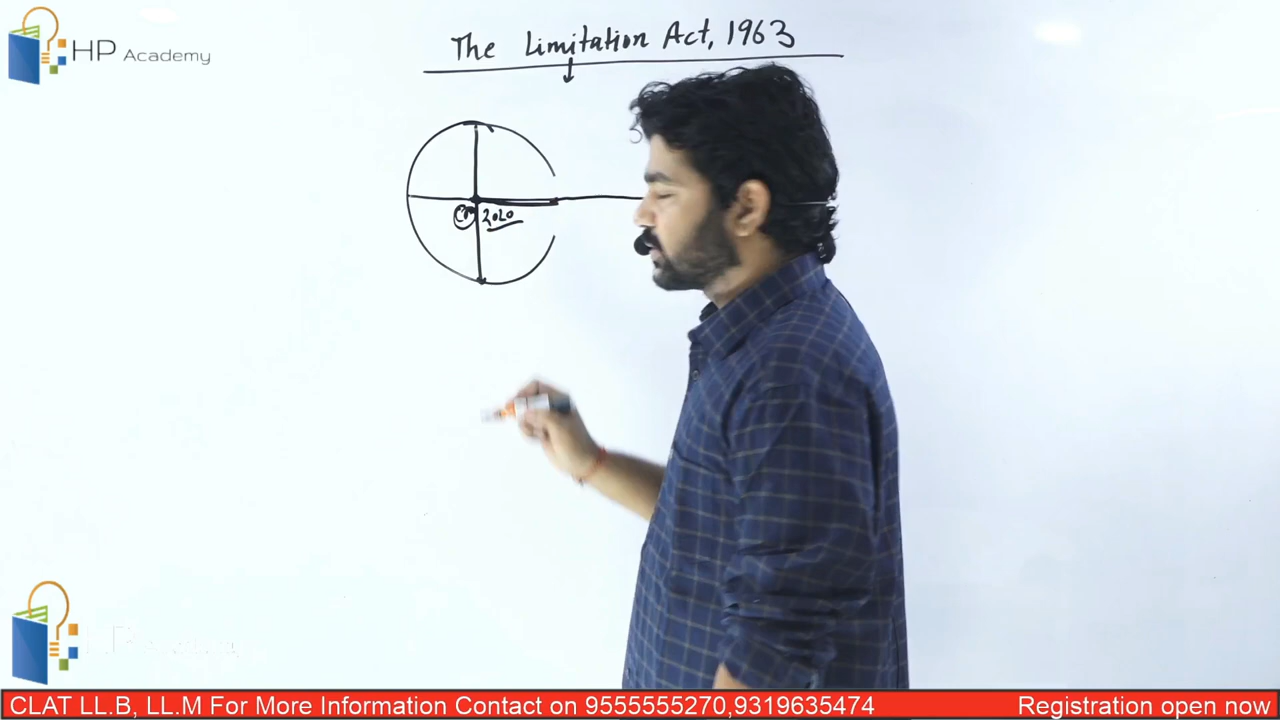 HP Academy
The Limitation Act, 1963
2020
CLAT LL.B, LL.M For More Information Contact on 9555555270,9319635474
Registration open now